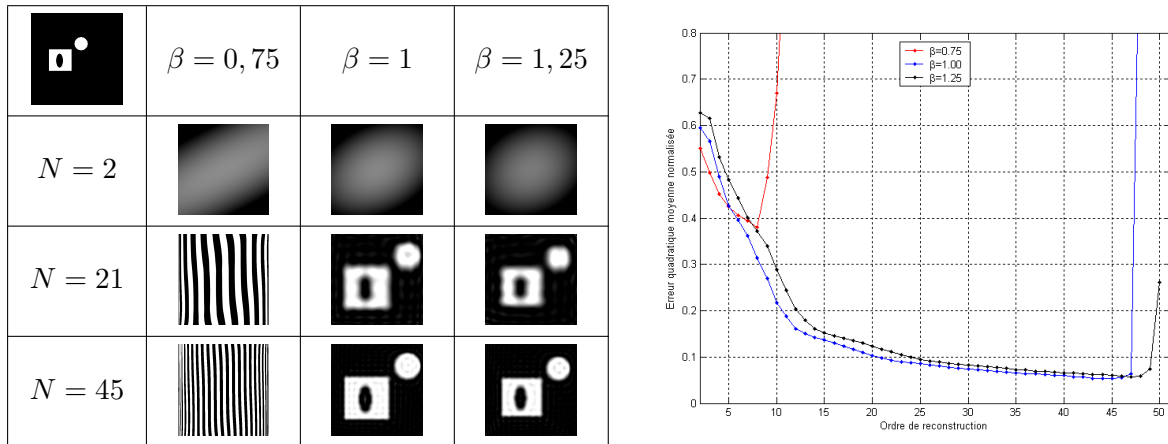 β = 0, 75 β = 1 β = 1, 25
N = 2
N = 21
N = 45
β=0.75
β=1.00
β=1.25
Erreur quadratique moyenne normalisée
0.8
0.7
0.6
0.5
0.4
0.3
0.2
0.1
0
5 10 15 20 25 30 35 40 45 50
Ordre de reconstruction